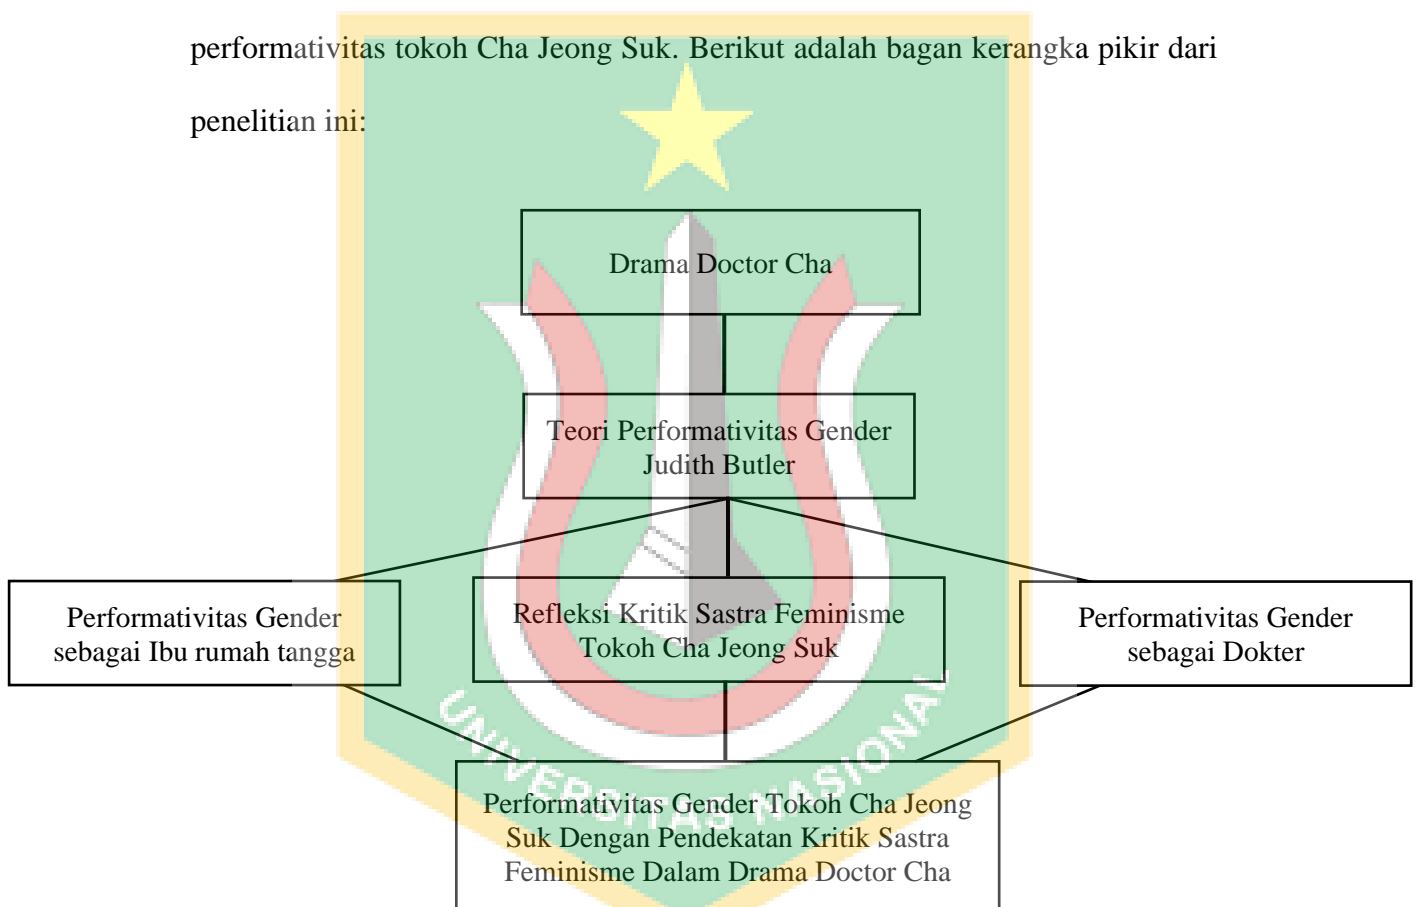 performativitas tokoh Cha Jeong Suk. Berikut adalah bagan kerangka pikir dari
penelitian ini:
Drama Doctor Cha
Teori Performativitas Gender
Judith Butler
Performativitas Gender
sebagai Ibu rumah tangga
Refleksi Kritik Sastra Feminisme
Tokoh Cha Jeong Suk
Performativitas Gender
sebagai Dokter
UNIVERSITAS NASIONAL
Performativitas Gender Tokoh Cha Jeong
Suk Dengan Pendekatan Kritik Sastra
Feminisme Dalam Drama Doctor Cha